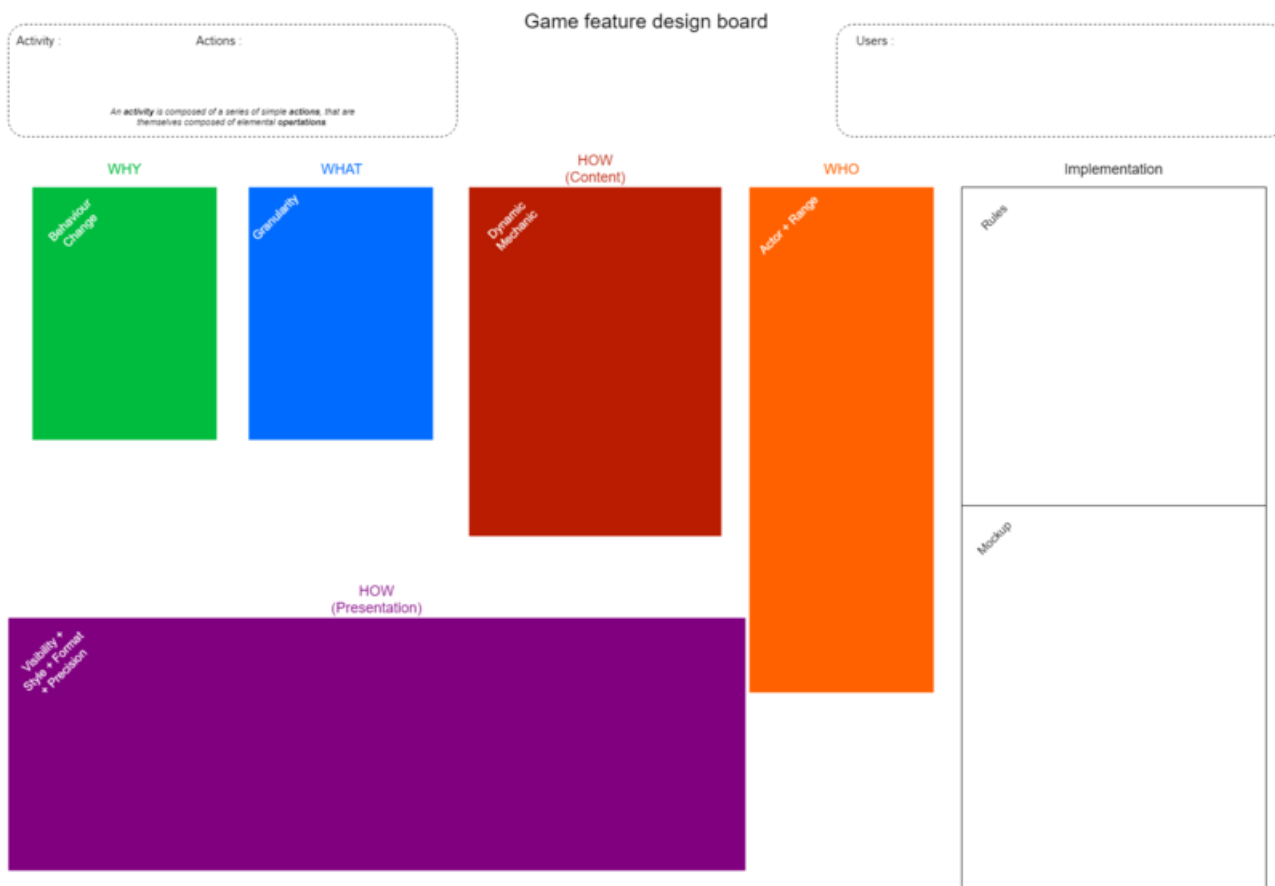 Game feature design board
Activity :
Actions :
An activity is composed of a series of simple actions, that are
themselves composed of elemental opertations.
Users :
WHY
Behaviour
Change
WHAT
Granularity
HOW
(Content)
Dynamic
Mechanic
WHO
Actor + Range
Implementation
Rules
Mockup
HOW
(Presentation)
Visibility +
Style + Format
+ Precision